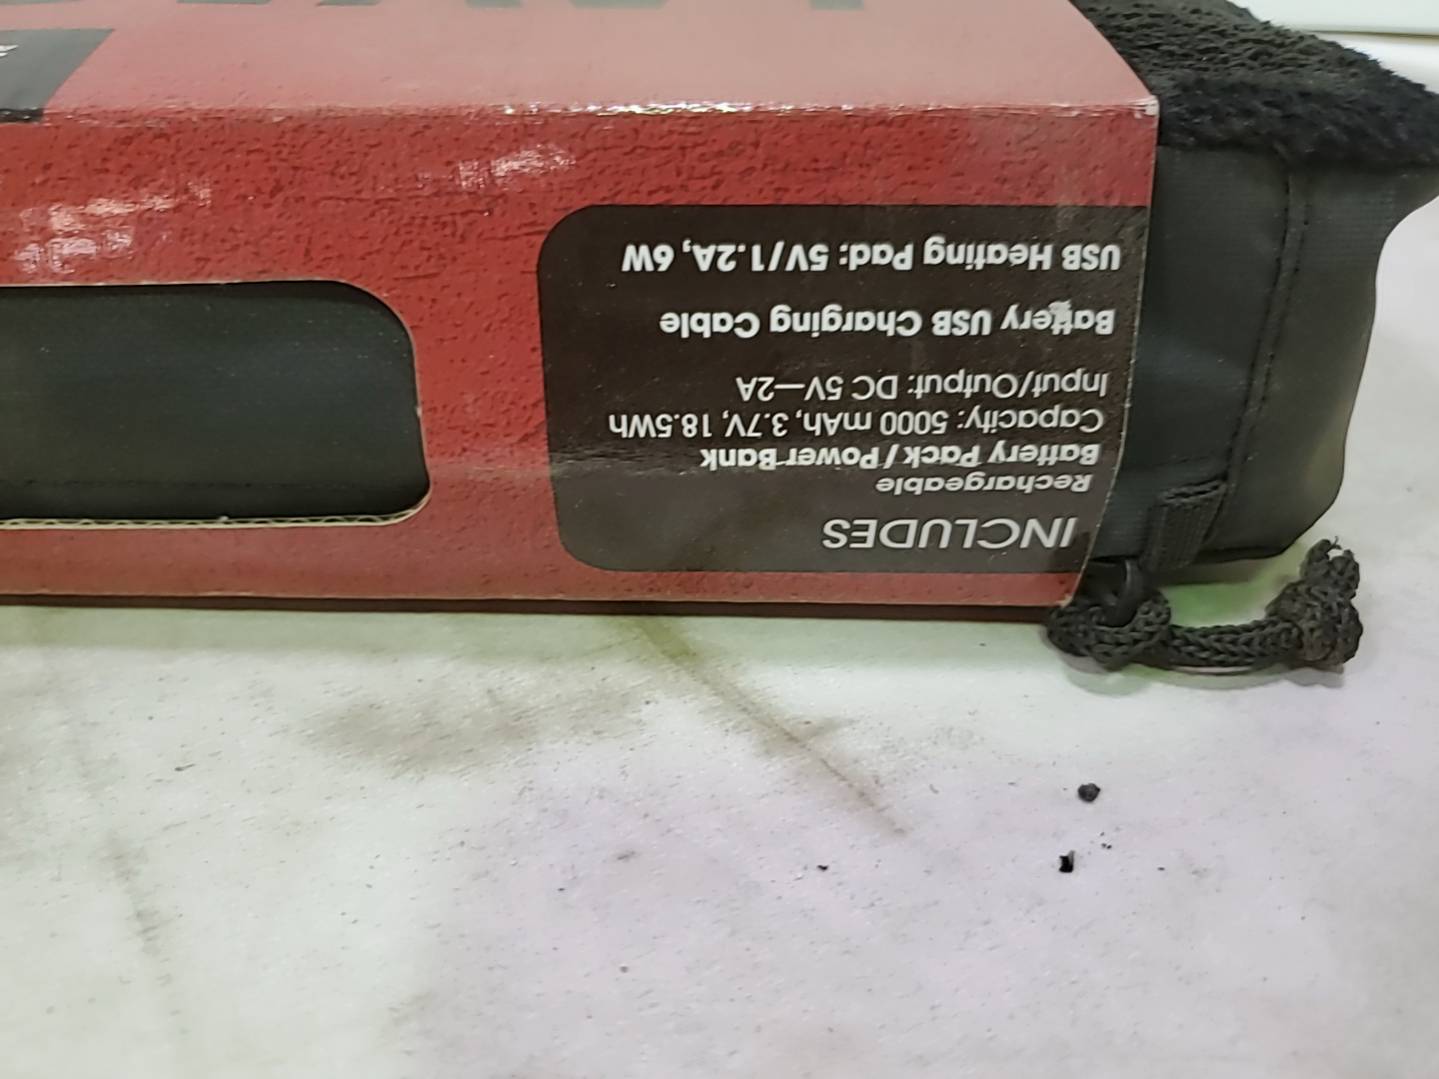 INCLUDES
Rechargeable
Battery Pack / Power Bank
Capacity: 5000 mAh, 3.7V, 18.5Wh
Input/Output: DC 5V—2A
Battery USB Charging Cable
USB Heating Pad: 5V/1.2A, 6W